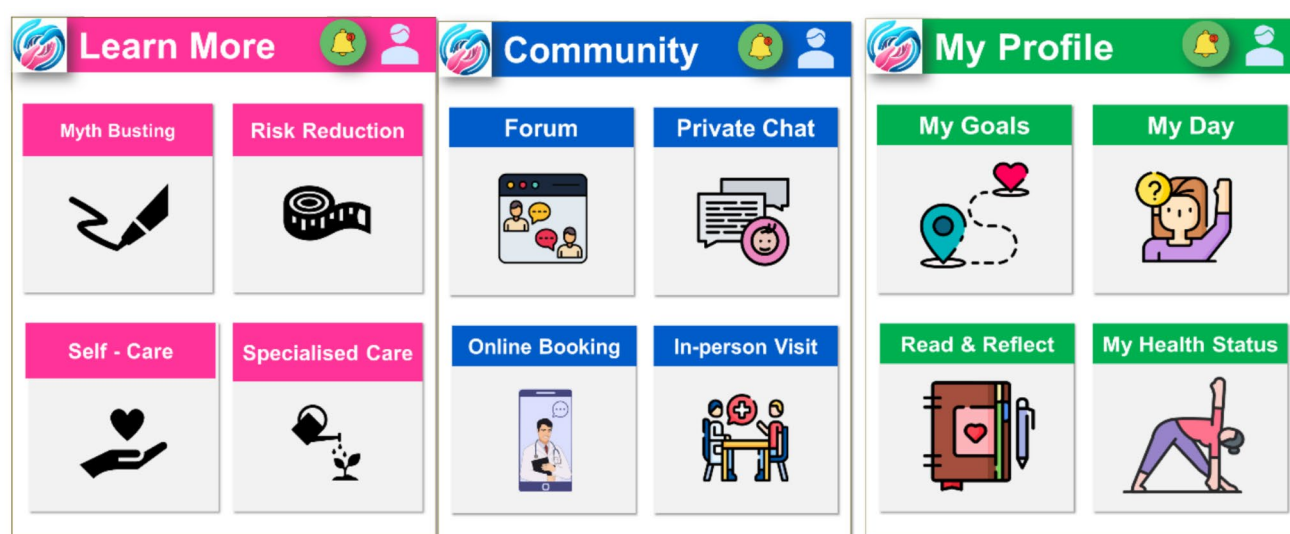 Learn More
Myth Busting
Risk Reduction
Self - Care
Specialised Care
Community
Forum
Private Chat
Online Booking
In-person Visit
My Profile
My Goals
My Day
?
Read & Reflect
My Health Status